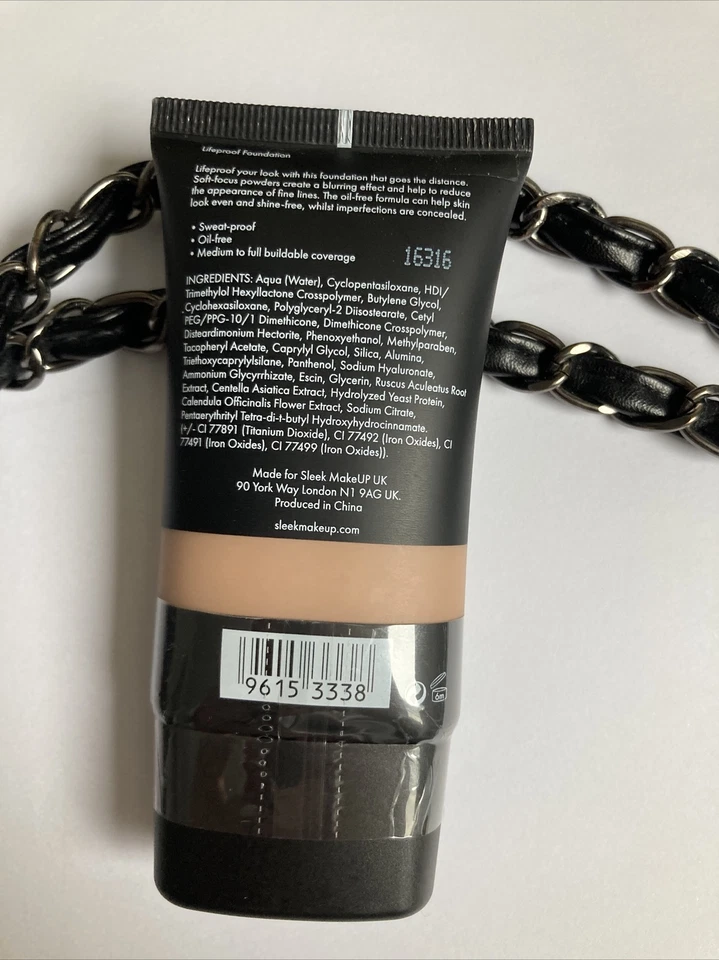 Lifeproof Foundation
Lifeproof your look with this foundation that goes the distance.
Soft-focus powders create a blurring effect and help to reduce
the appearance of fine lines. The oil-free formula can help skin
look even and shine-free, whilst imperfections are concealed.
• Sweat-proof
• Oil-free
• Medium to full buildable coverage
16316
INGREDIENTS: Aqua (Water), Cyclopentasiloxane, HDI/
Trimethylol Hexyllactone Crosspolymer, Butylene Glycol,
Cyclohexasiloxane, Polyglyceryl-2 Diisostearate, Cetyl
PEG/PPG-10/1 Dimethicone, Dimethicone Crosspolymer,
Disteardimonium Hectorite, Phenoxyethanol, Methylparaben,
Tocopheryl Acetate, Caprylyl Glycol, Silica, Alumina,
Triethoxycaprylylsilane, Panthenol, Sodium Hyaluronate,
Ammonium Glycyrrhizate, Escin, Glycerin, Ruscus Aculeatus Root
Extract, Centella Asiatica Extract, Hydrolyzed Yeast Protein,
Calendula Officinalis Flower Extract, Sodium Citrate,
Pentaerythrityl Tetra-di-t-butyl Hydroxyhydrocinnamate.
(+/- CI 77891 (Titanium Dioxide), CI 77492 (Iron Oxides), CI
77491 (Iron Oxides), CI 77499 (Iron Oxides)).
Made for Sleek MakeUP UK
90 York Way London N1 9AG UK.
Produced in China
sleekmakeup.com
9615 3338
6m